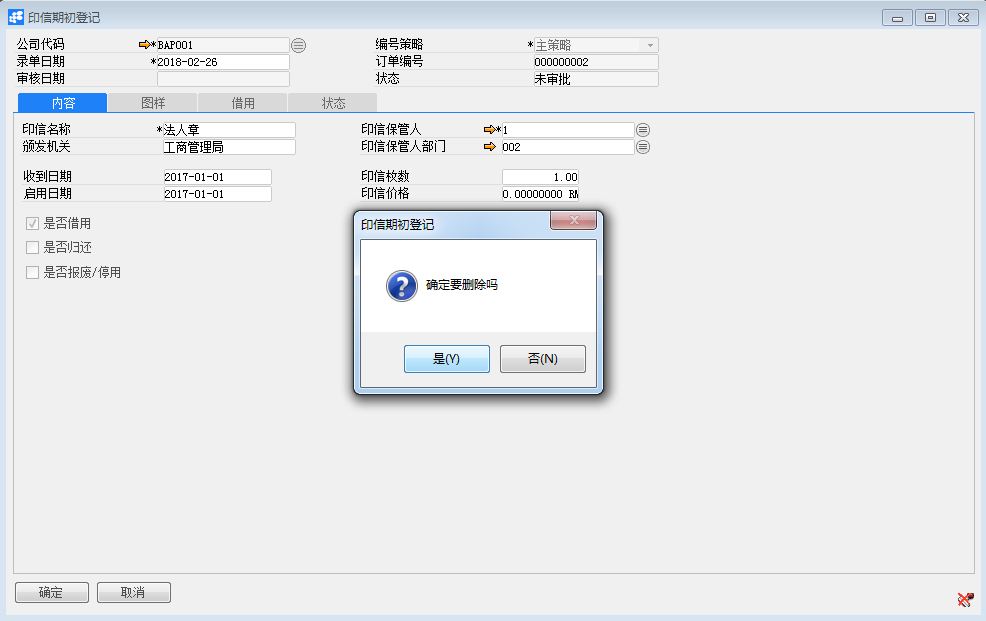 印信期初登记
公司代码 *BAP001 编号策略 *主策略
录单日期 *2018-02-26 订单编号 000000002
审核日期 状态 未审批
内容 图样 借用 状态
印信名称 *法人章 印信保管人 *1
颁发机关 工商管理局 印信保管人部门 002
收到日期 2017-01-01 印信枚数 1.00
启用日期 2017-01-01 印信价格 0.00000000 RM
是否借用
是否归还
是否报废/停用
印信期初登记
确定要删除吗
是(Y) 否(N)
确定 取消